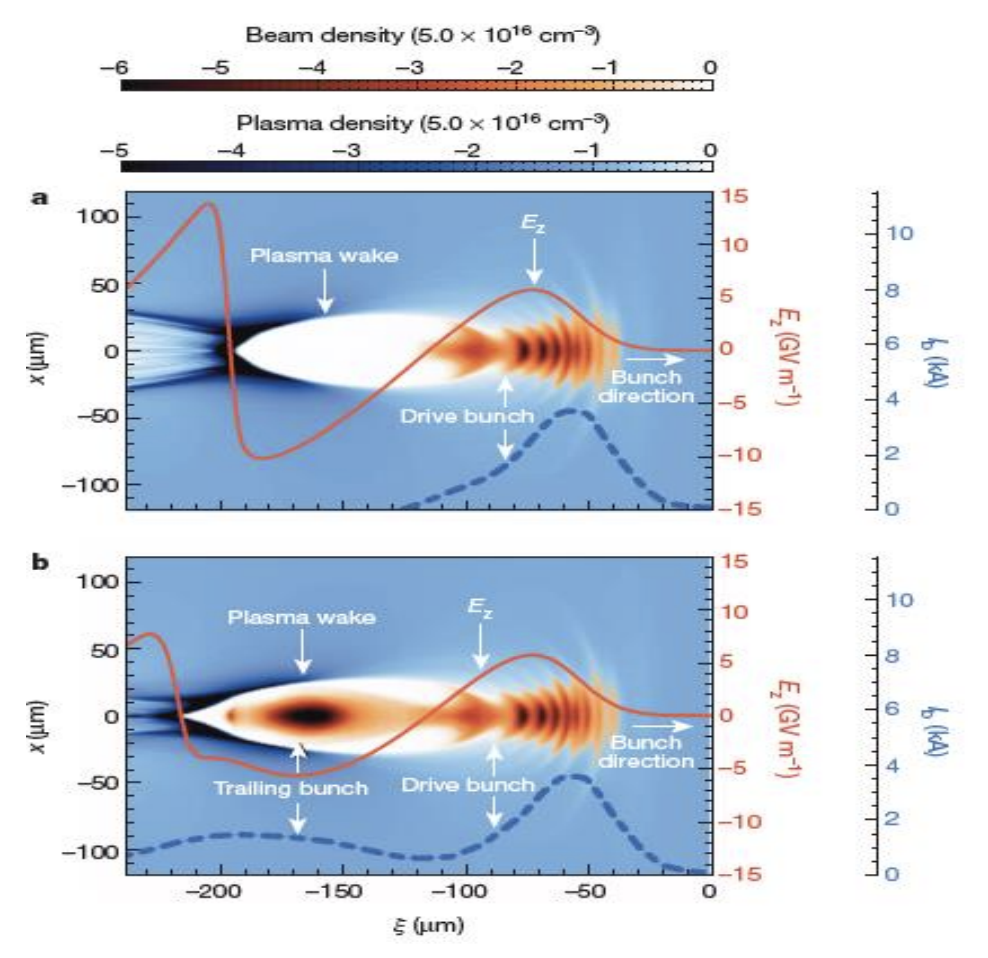 Beam density (5.0 × 10¹⁶ cm⁻³)
−6 −5 −4 −3 −2 −1 0
Plasma density (5.0 × 10¹⁶ cm⁻³)
−5 −4 −3 −2 −1 0
a
100
50
0
−50
−100
x (μm)
Plasma wake
E_z
Drive bunch
Bunch
direction
15
10
5
0
−5
−10
−15
E_z (GV m⁻¹)
10
8
6
4
2
0
(kA)
b
100
50
0
−50
−100
x (μm)
Plasma wake
E_z
Trailing bunch
Drive bunch
Bunch
direction
15
10
5
0
−5
−10
−15
E_z (GV m⁻¹)
10
8
6
4
2
0
(kA)
−200 −150 −100 −50 0
ξ (μm)